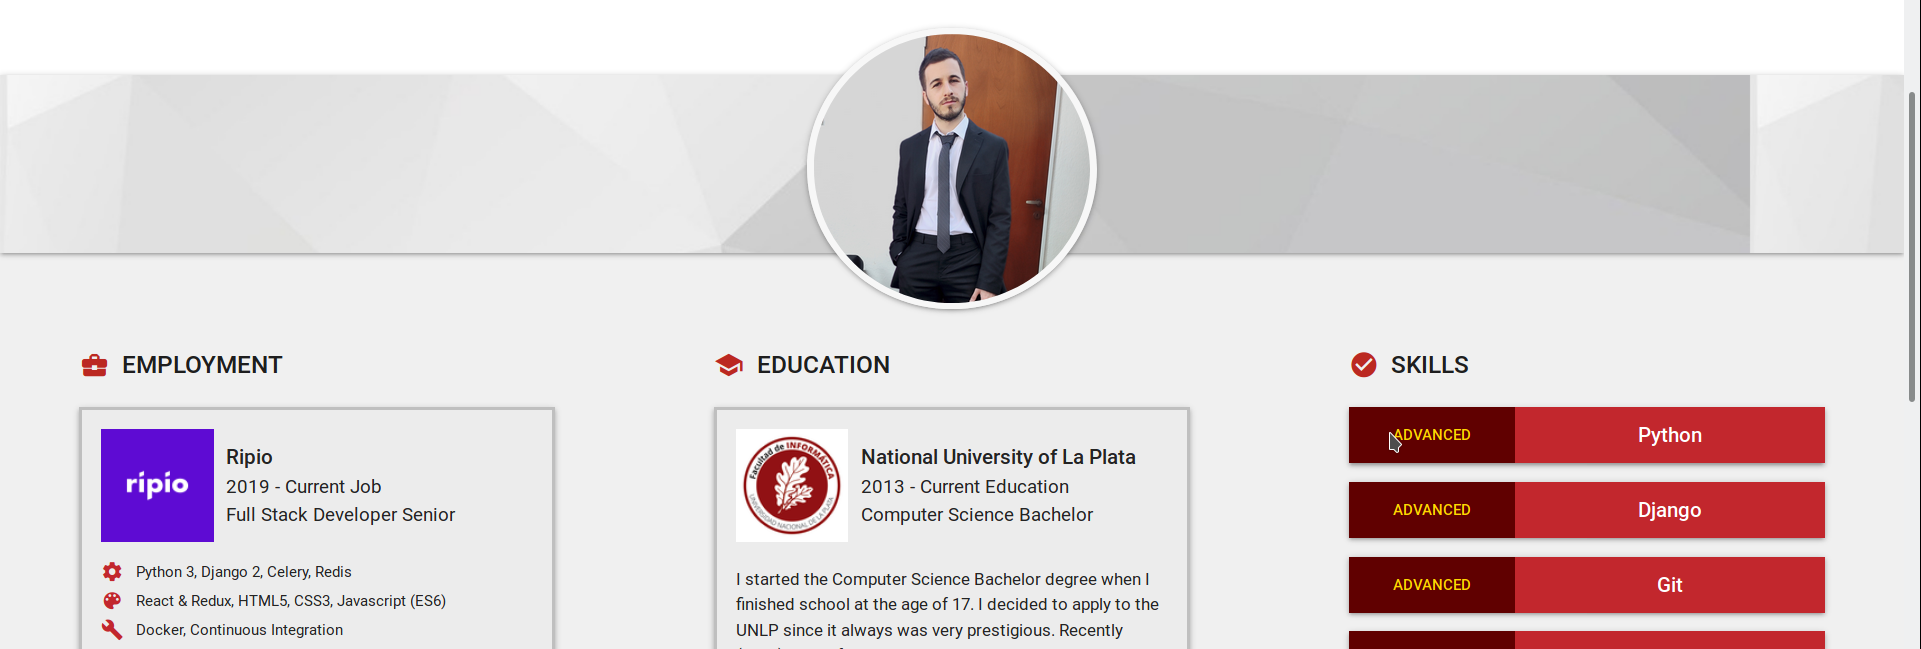 EMPLOYMENT
ripio
Ripio
2019 - Current Job
Full Stack Developer Senior
Python 3, Django 2, Celery, Redis
React & Redux, HTML5, CSS3, Javascript (ES6)
Docker, Continuous Integration
EDUCATION
Facultad de INFORMÁTICA
UNIVERSIDAD NACIONAL DE LA PLATA
National University of La Plata
2013 - Current Education
Computer Science Bachelor
I started the Computer Science Bachelor degree when I
finished school at the age of 17. I decided to apply to the
UNLP since it always was very prestigious. Recently
SKILLS
ADVANCED Python
ADVANCED Django
ADVANCED Git